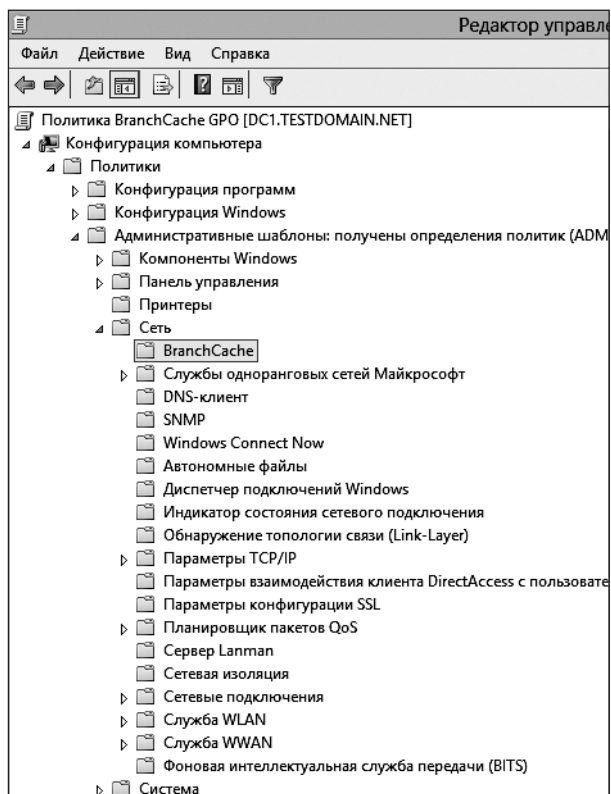 Редактор управле
Файл Действие Вид Справка
Политика BranchCache GPO [DC1.TESTDOMAIN.NET]
Конфигурация компьютера
Политики
Конфигурация программ
Конфигурация Windows
Административные шаблоны: получены определения политик (ADM
Компоненты Windows
Панель управления
Принтеры
Сеть
BranchCache
Службы одноранговых сетей Майкрософт
DNS-клиент
SNMP
Windows Connect Now
Автономные файлы
Диспетчер подключений Windows
Индикатор состояния сетевого подключения
Обнаружение топологии связи (Link-Layer)
Параметры TCP/IP
Параметры взаимодействия клиента DirectAccess с пользовате
Параметры конфигурации SSL
Планировщик пакетов QoS
Сервер Lanman
Сетевая изоляция
Сетевые подключения
Служба WLAN
Служба WWAN
Фоновая интеллектуальная служба передачи (BITS)
Система